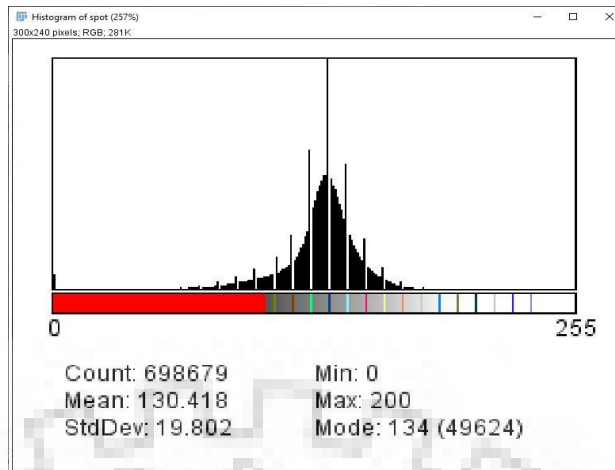 Histogram of spot (257%)
300x240 pixels; RGB; 281K
0 255
Count: 698679 Min: 0
Mean: 130.418 Max: 200
StdDev: 19.802 Mode: 134 (49624)